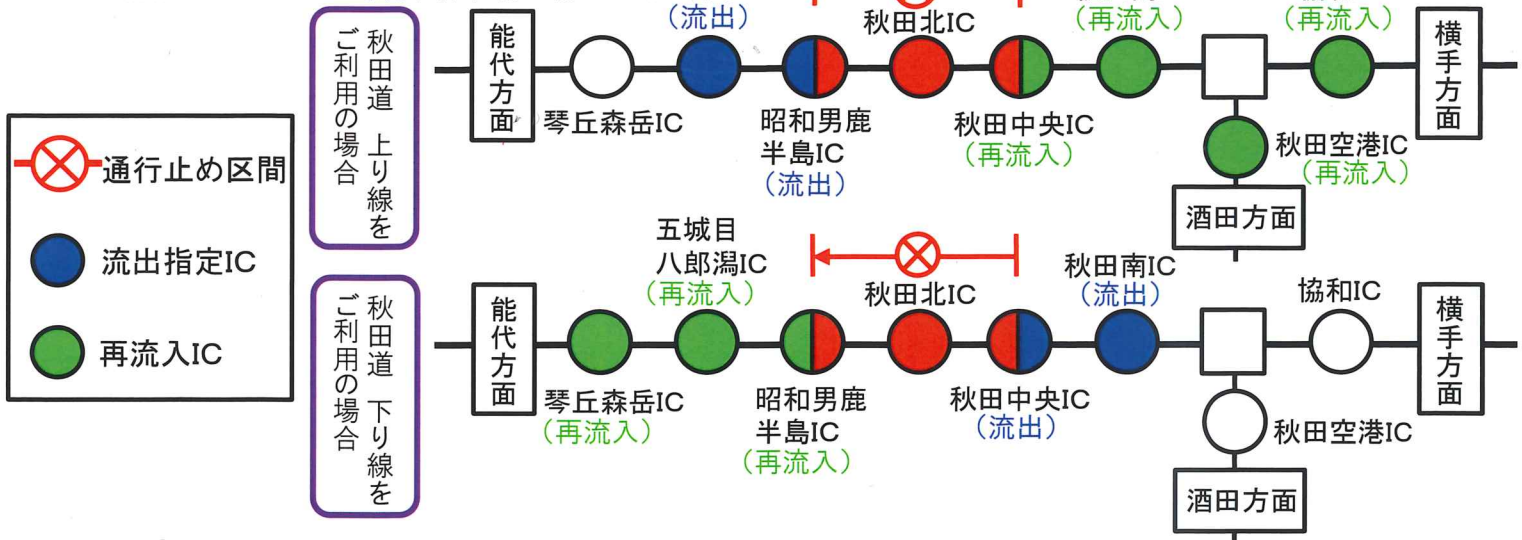 通行止め区間
流出指定IC
再流入IC
秋田道 上り線を
ご利用の場合
能代方面
琴丘森岳IC
(流出)
昭和男鹿
半島IC
(流出)
秋田北IC
秋田中央IC
(再流入)
(再流入)
(再流入)
横手方面
秋田空港IC
(再流入)
酒田方面
秋田道 下り線を
ご利用の場合
能代方面
琴丘森岳IC
(再流入)
五城目
八郎潟IC
(再流入)
昭和男鹿
半島IC
(再流入)
秋田北IC
秋田中央IC
(流出)
秋田南IC
(流出)
協和IC
横手方面
秋田空港IC
酒田方面